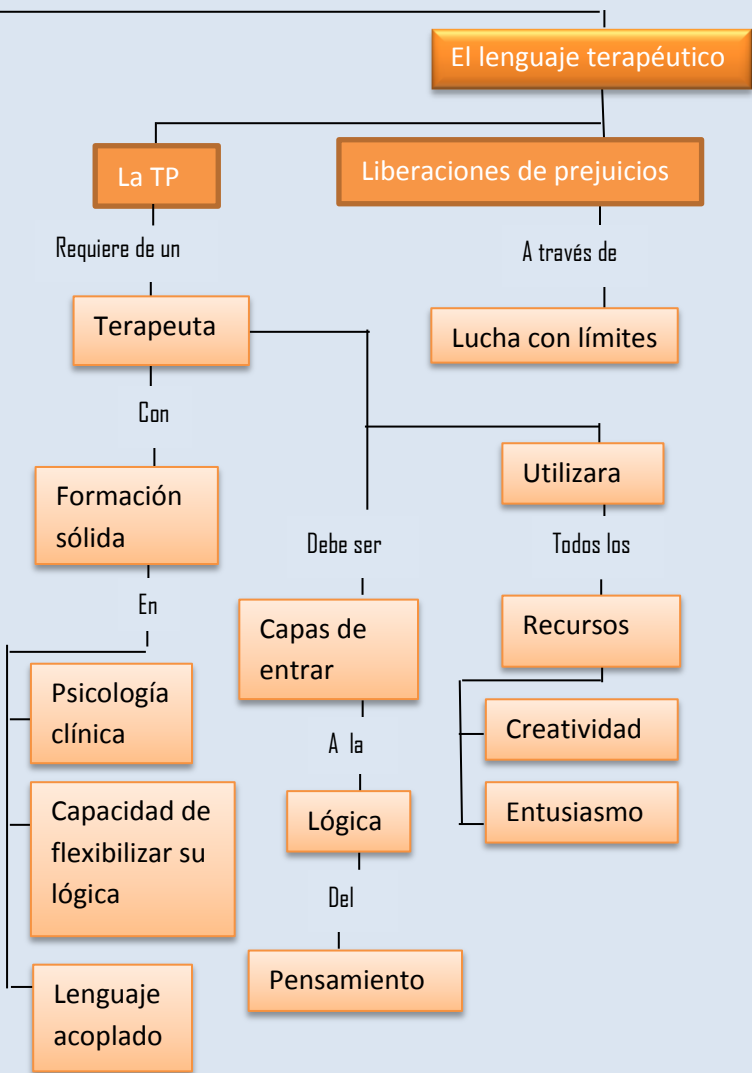 El lenguaje terapéutico
La TP
Liberaciones de prejuicios
Requiere de un
A través de
Terapeuta
Lucha con límites
Con
Utilizara
Formación
sólida
Debe ser
Todos los
En
Capas de
entrar
Recursos
Psicología
clínica
A la
Creatividad
Capacidad de
flexibilizar su
lógica
Lógica
Entusiasmo
Del
Pensamiento
Lenguaje
acoplado